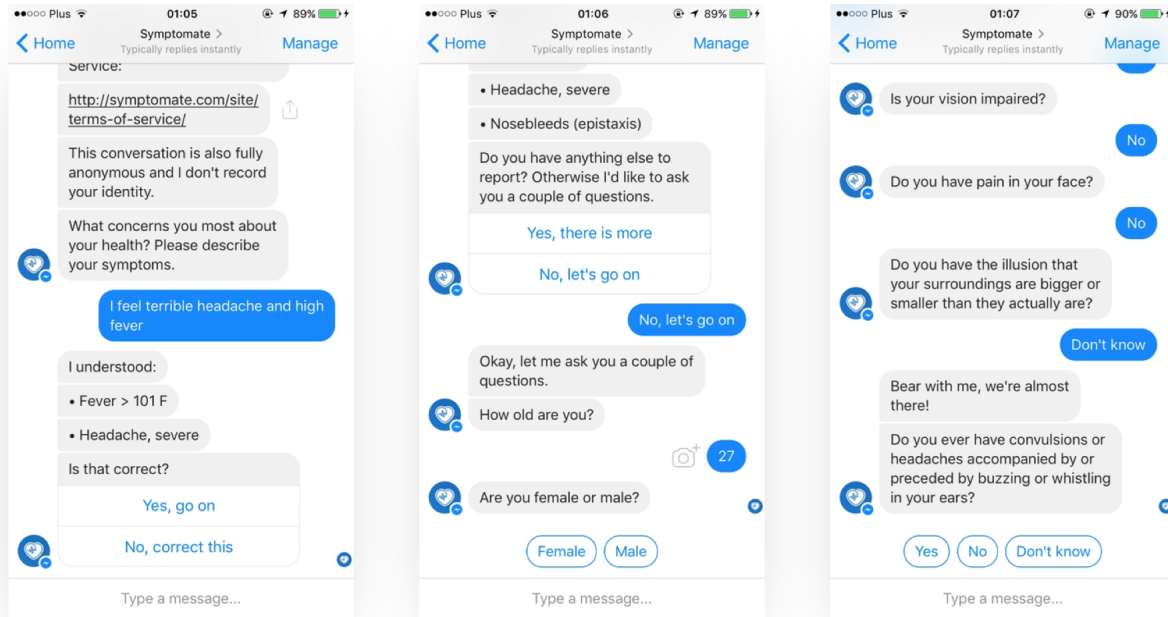 Plus 01:05 89%
Home Symptomate > Manage
Typically replies instantly
Service:
http://symptomate.com/site/
terms-of-service/
This conversation is also fully
anonymous and I don't record
your identity.
What concerns you most about
your health? Please describe
your symptoms.
I feel terrible headache and high
fever
I understood:
• Fever > 101 F
• Headache, severe
Is that correct?
Yes, go on
No, correct this
Type a message...
Plus 01:06 89%
Home Symptomate > Manage
Typically replies instantly
• Headache, severe
• Nosebleeds (epistaxis)
Do you have anything else to
report? Otherwise I'd like to ask
you a couple of questions.
Yes, there is more
No, let's go on
No, let's go on
Okay, let me ask you a couple of
questions.
How old are you?
27
Are you female or male?
Female Male
Type a message...
Plus 01:07 90%
Home Symptomate > Manage
Typically replies instantly
Is your vision impaired?
No
Do you have pain in your face?
No
Do you have the illusion that
your surroundings are bigger or
smaller than they actually are?
Don't know
Bear with me, we're almost
there!
Do you ever have convulsions or
headaches accompanied by or
preceded by buzzing or whistling
in your ears?
Yes No Don't know
Type a message...